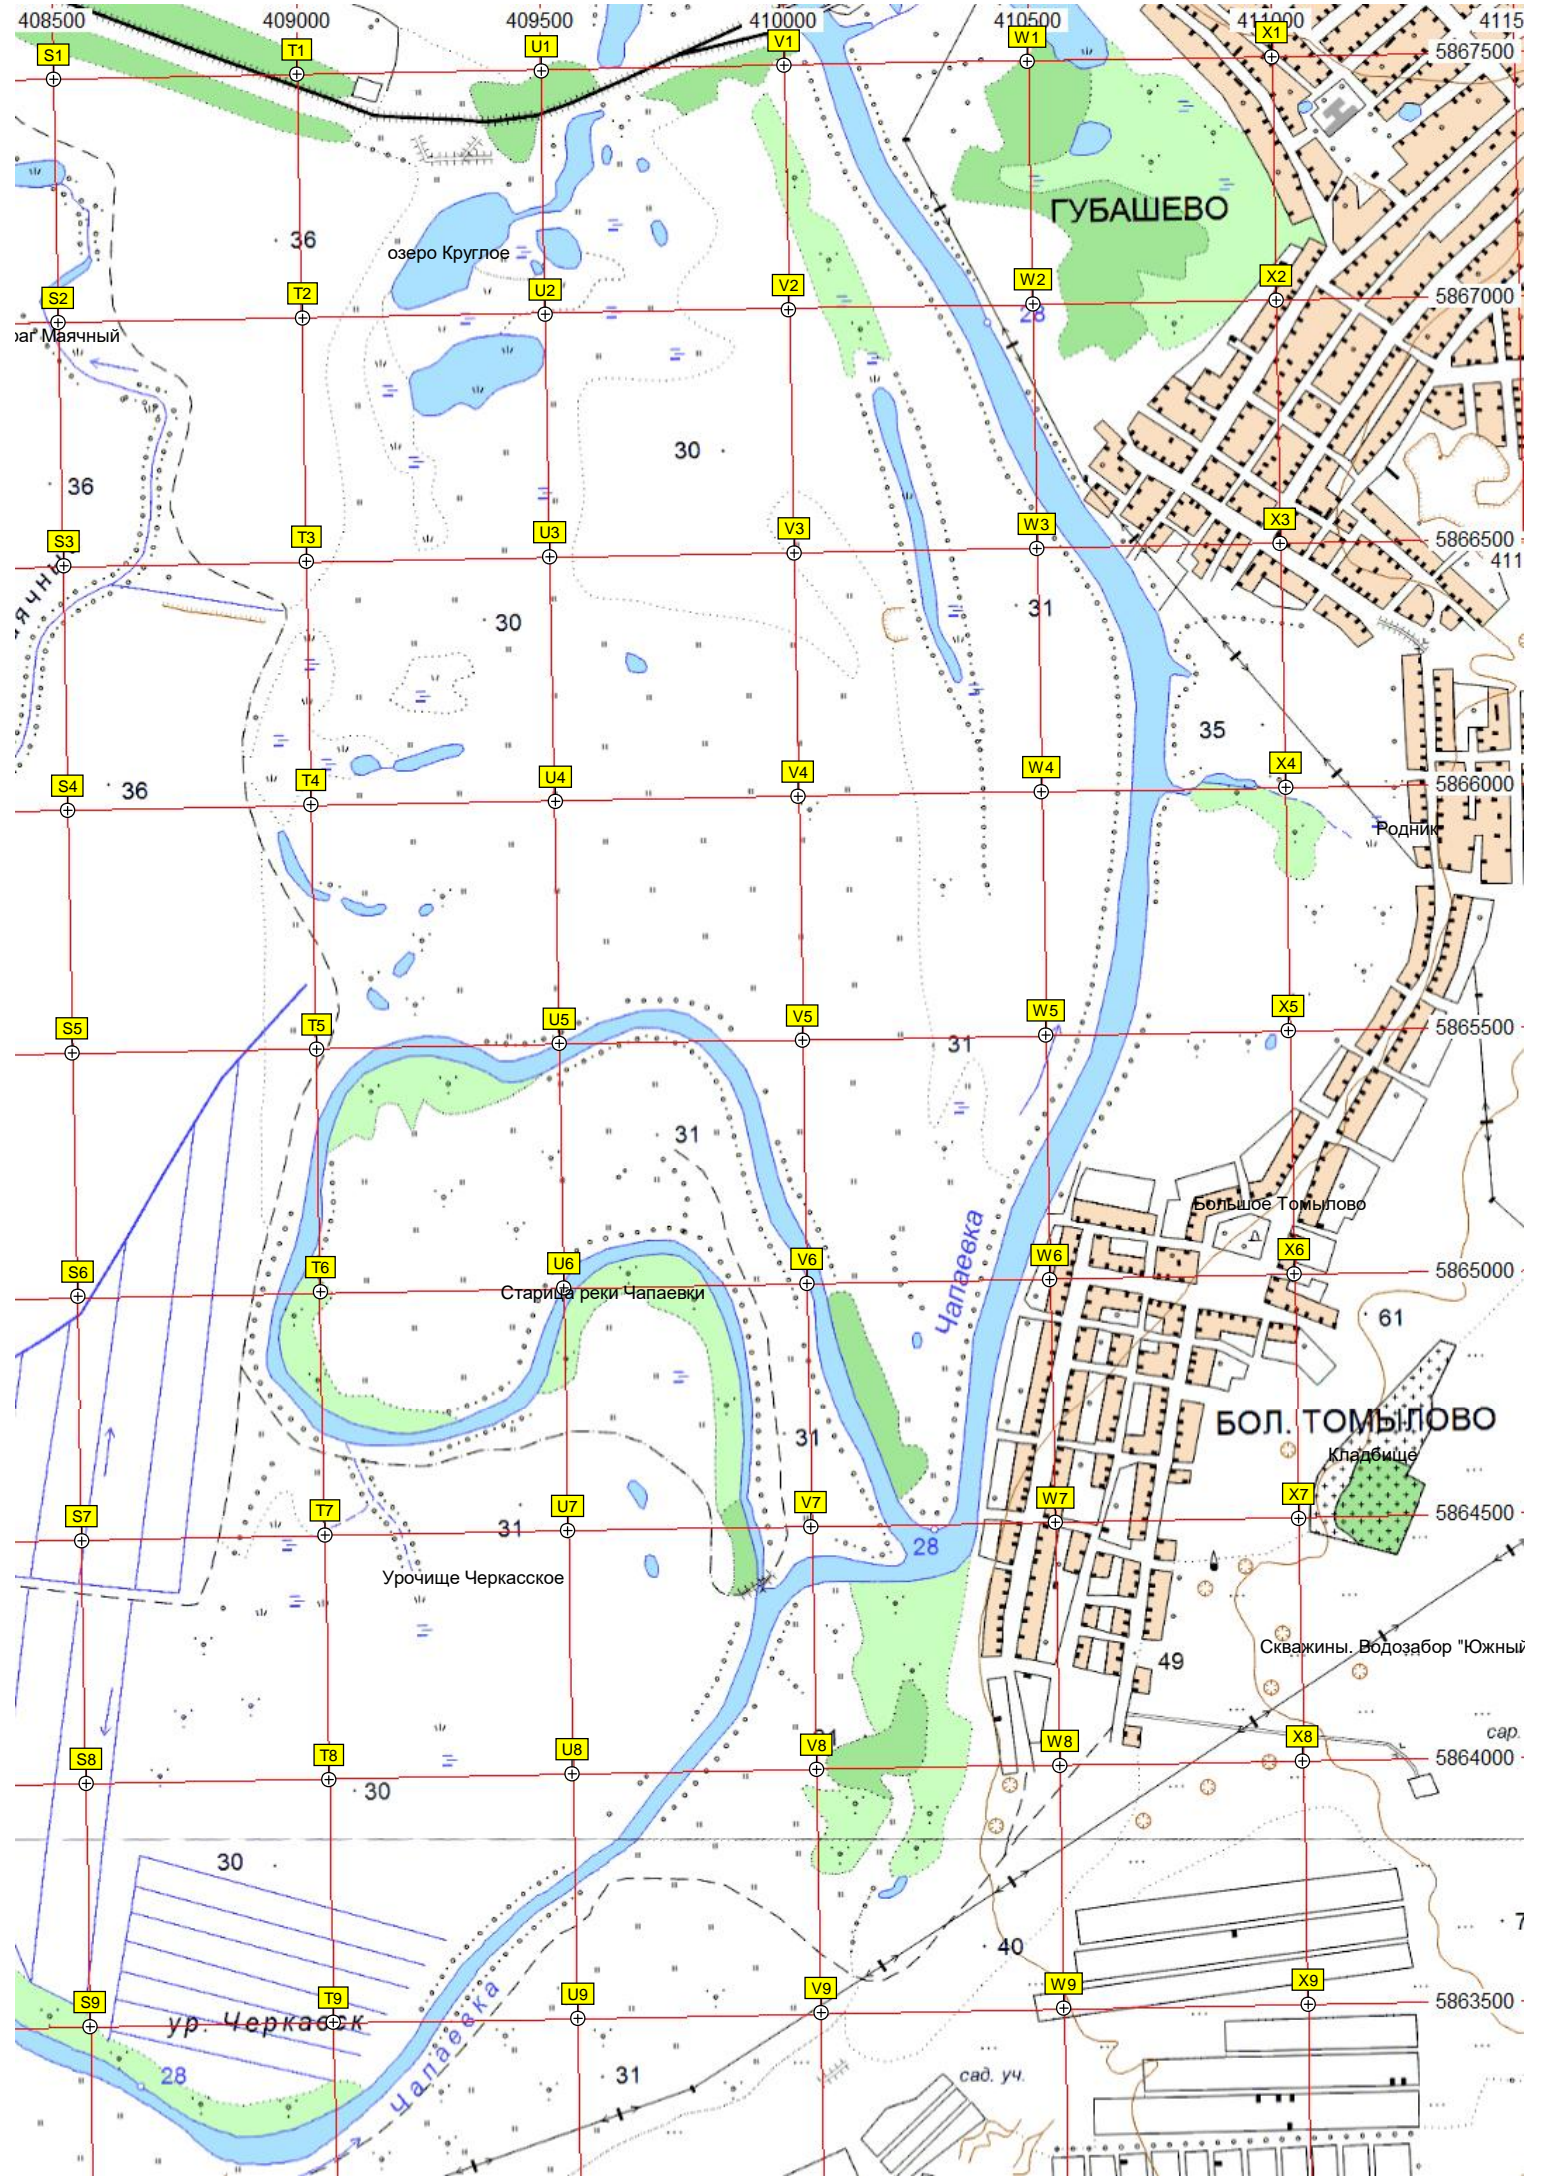 408500 409000 409500 410000 410500 411000 4115
S1 T1 U1 V1 W1 X1 5867500
ГУБАШЕВО
36
озеро Круглое
S2 T2 U2 V2 W2 X2 5867000
28
раг Маячный
30
36
S3 T3 U3 V3 W3 X3 5866500
411
ячны
30
31
35
S4 T4 U4 V4 W4 X4 5866000
36
Родник
S5 T5 U5 V5 W5 X5 5865500
31
31
Большое Томылово
Чапаевка
S6 T6 U6 V6 W6 X6 5865000
Старица реки Чапаевки
61
БОЛ. ТОМЫЛОВО
31
Кладбище
S7 T7 U7 V7 W7 X7 5864500
31
28
Урочище Черкасское
Скважины. Водозабор "Южный
49
сар.
S8 T8 U8 V8 W8 X8 5864000
30
30
7
40
S9 T9 U9 V9 W9 X9 5863500
ур. Черкасск
Чапаевка
28
31
сад. уч.